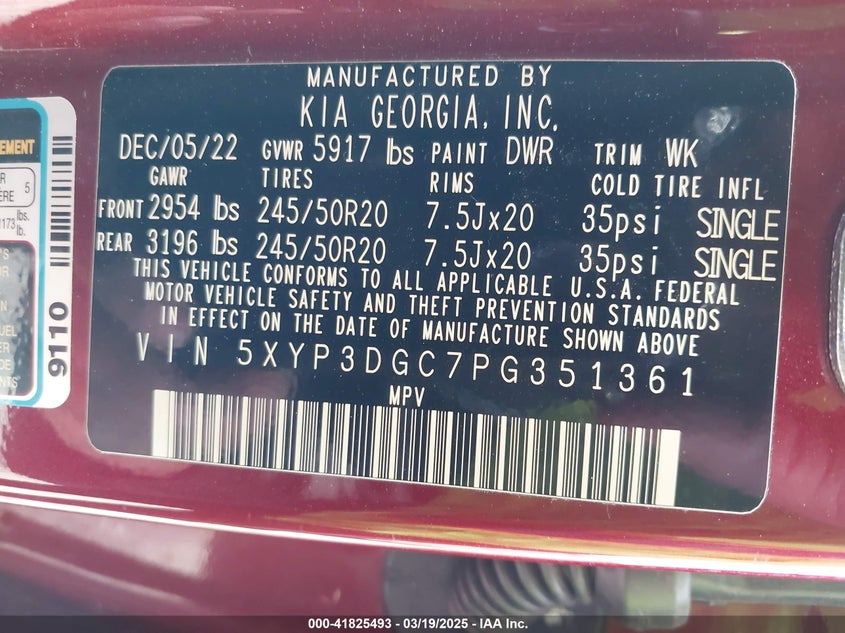 MANUFACTURED BY
KIA GEORGIA, INC.
DEC/05/22 GVWR 5917 lbs PAINT DWR TRIM WK
GAWR TIRES RIMS COLD TIRE INFL
FRONT 2954 lbs 245/50R20 7.5Jx20 35psi SINGLE
REAR 3196 lbs 245/50R20 7.5Jx20 35psi SINGLE
THIS VEHICLE CONFORMS TO ALL APPLICABLE U.S.A. FEDERAL
MOTOR VEHICLE SAFETY AND THEFT PREVENTION STANDARDS
IN EFFECT ON THE DATE OF MANUFACTURE SHOWN ABOVE
VIN 5XYP3DGC7PG351361
MPV
5
lbs.
lb.
9110
000-41825493 - 03/19/2025 - IAA Inc.